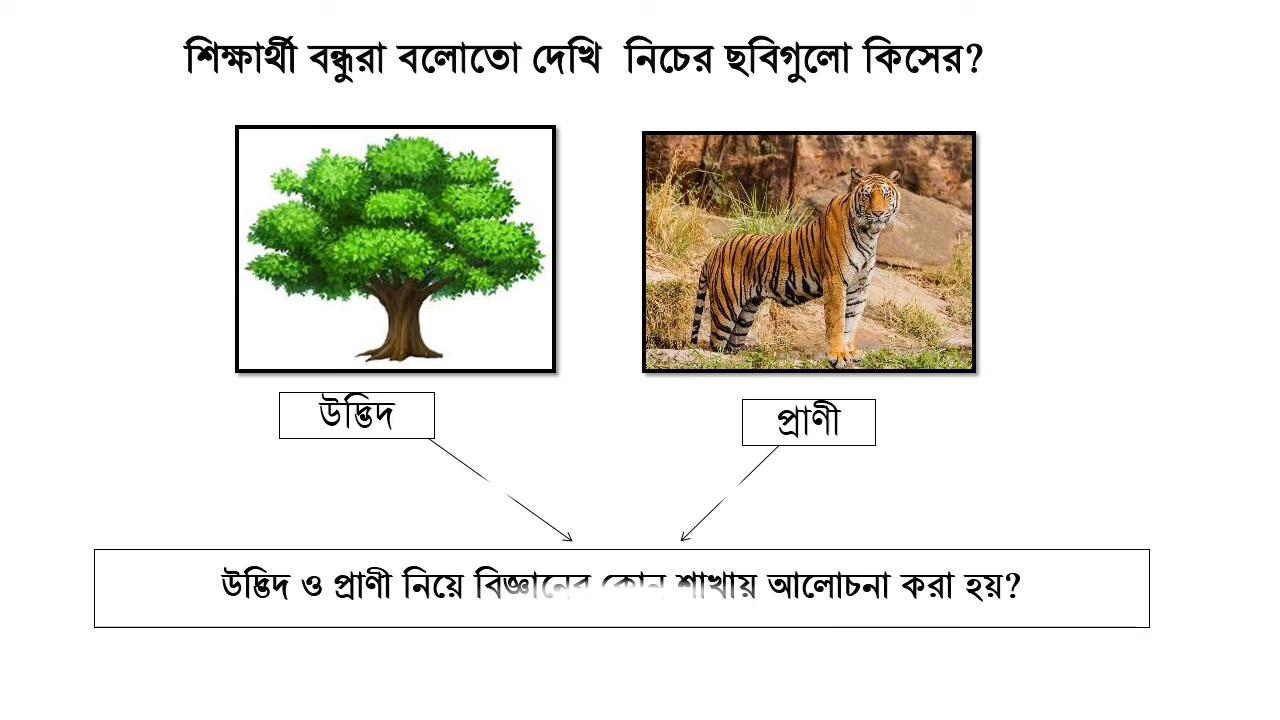 শিক্ষার্থী বন্ধুরা বলোতো দেখি নিচের ছবিগুলো কিসের?
উদ্ভিদ
প্রাণী
উদ্ভিদ ও প্রাণী নিয়ে বিজ্ঞানের কোন শাখায় আলোচনা করা হয়?